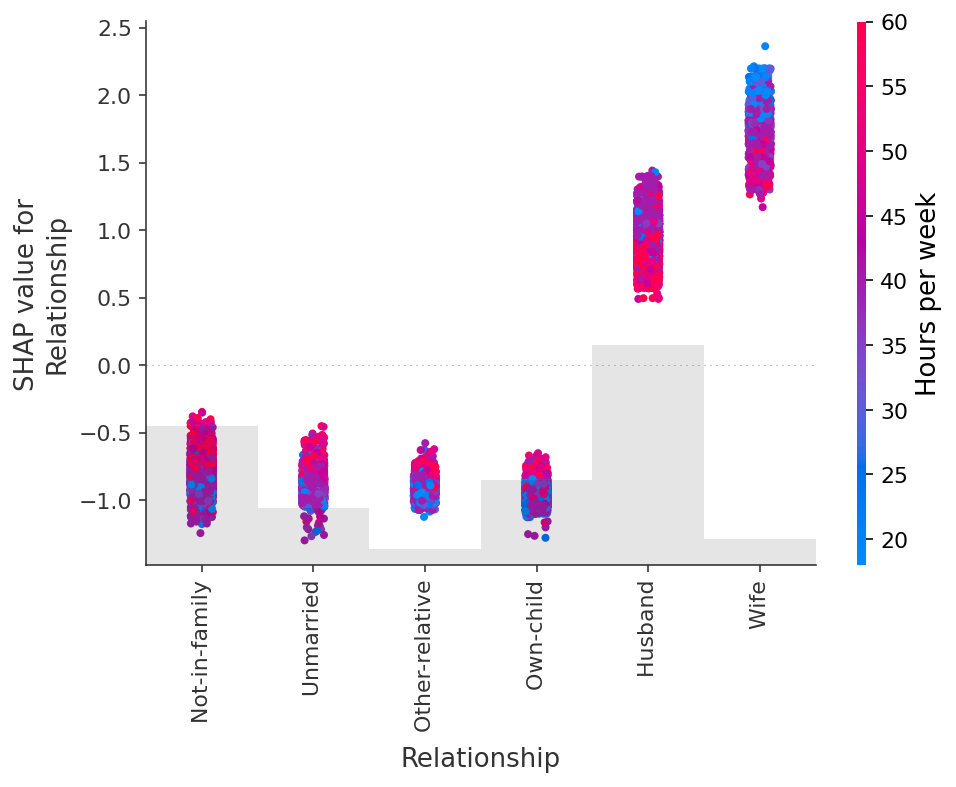 2.5
2.0
1.5
1.0
0.5
0.0
−0.5
−1.0
SHAP value for
Relationship
Not-in-family
Unmarried
Other-relative
Own-child
Husband
Wife
Relationship
60
55
50
45
40
35
30
25
20
Hours per week